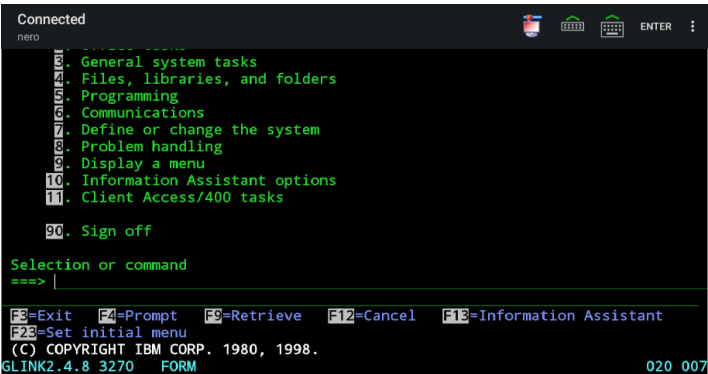 Connected
nero
ENTER
3. General system tasks
4. Files, libraries, and folders
5. Programming
6. Communications
7. Define or change the system
8. Problem handling
9. Display a menu
10. Information Assistant options
11. Client Access/400 tasks
90. Sign off
Selection or command
===>
F3=Exit F4=Prompt F9=Retrieve F12=Cancel F13=Information Assistant
F23=Set initial menu
(C) COPYRIGHT IBM CORP. 1980, 1998.
GLINK2.4.8 3270 FORM 020 007